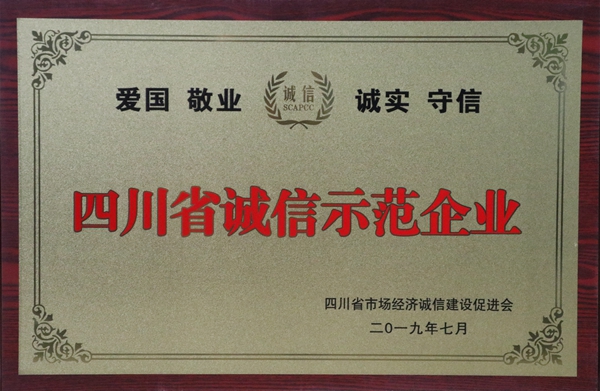 爱国 敬业 诚信 诚实 守信
SCAPCC
四川省诚信示范企业
四川省市场经济诚信建设促进会
二〇一九年七月